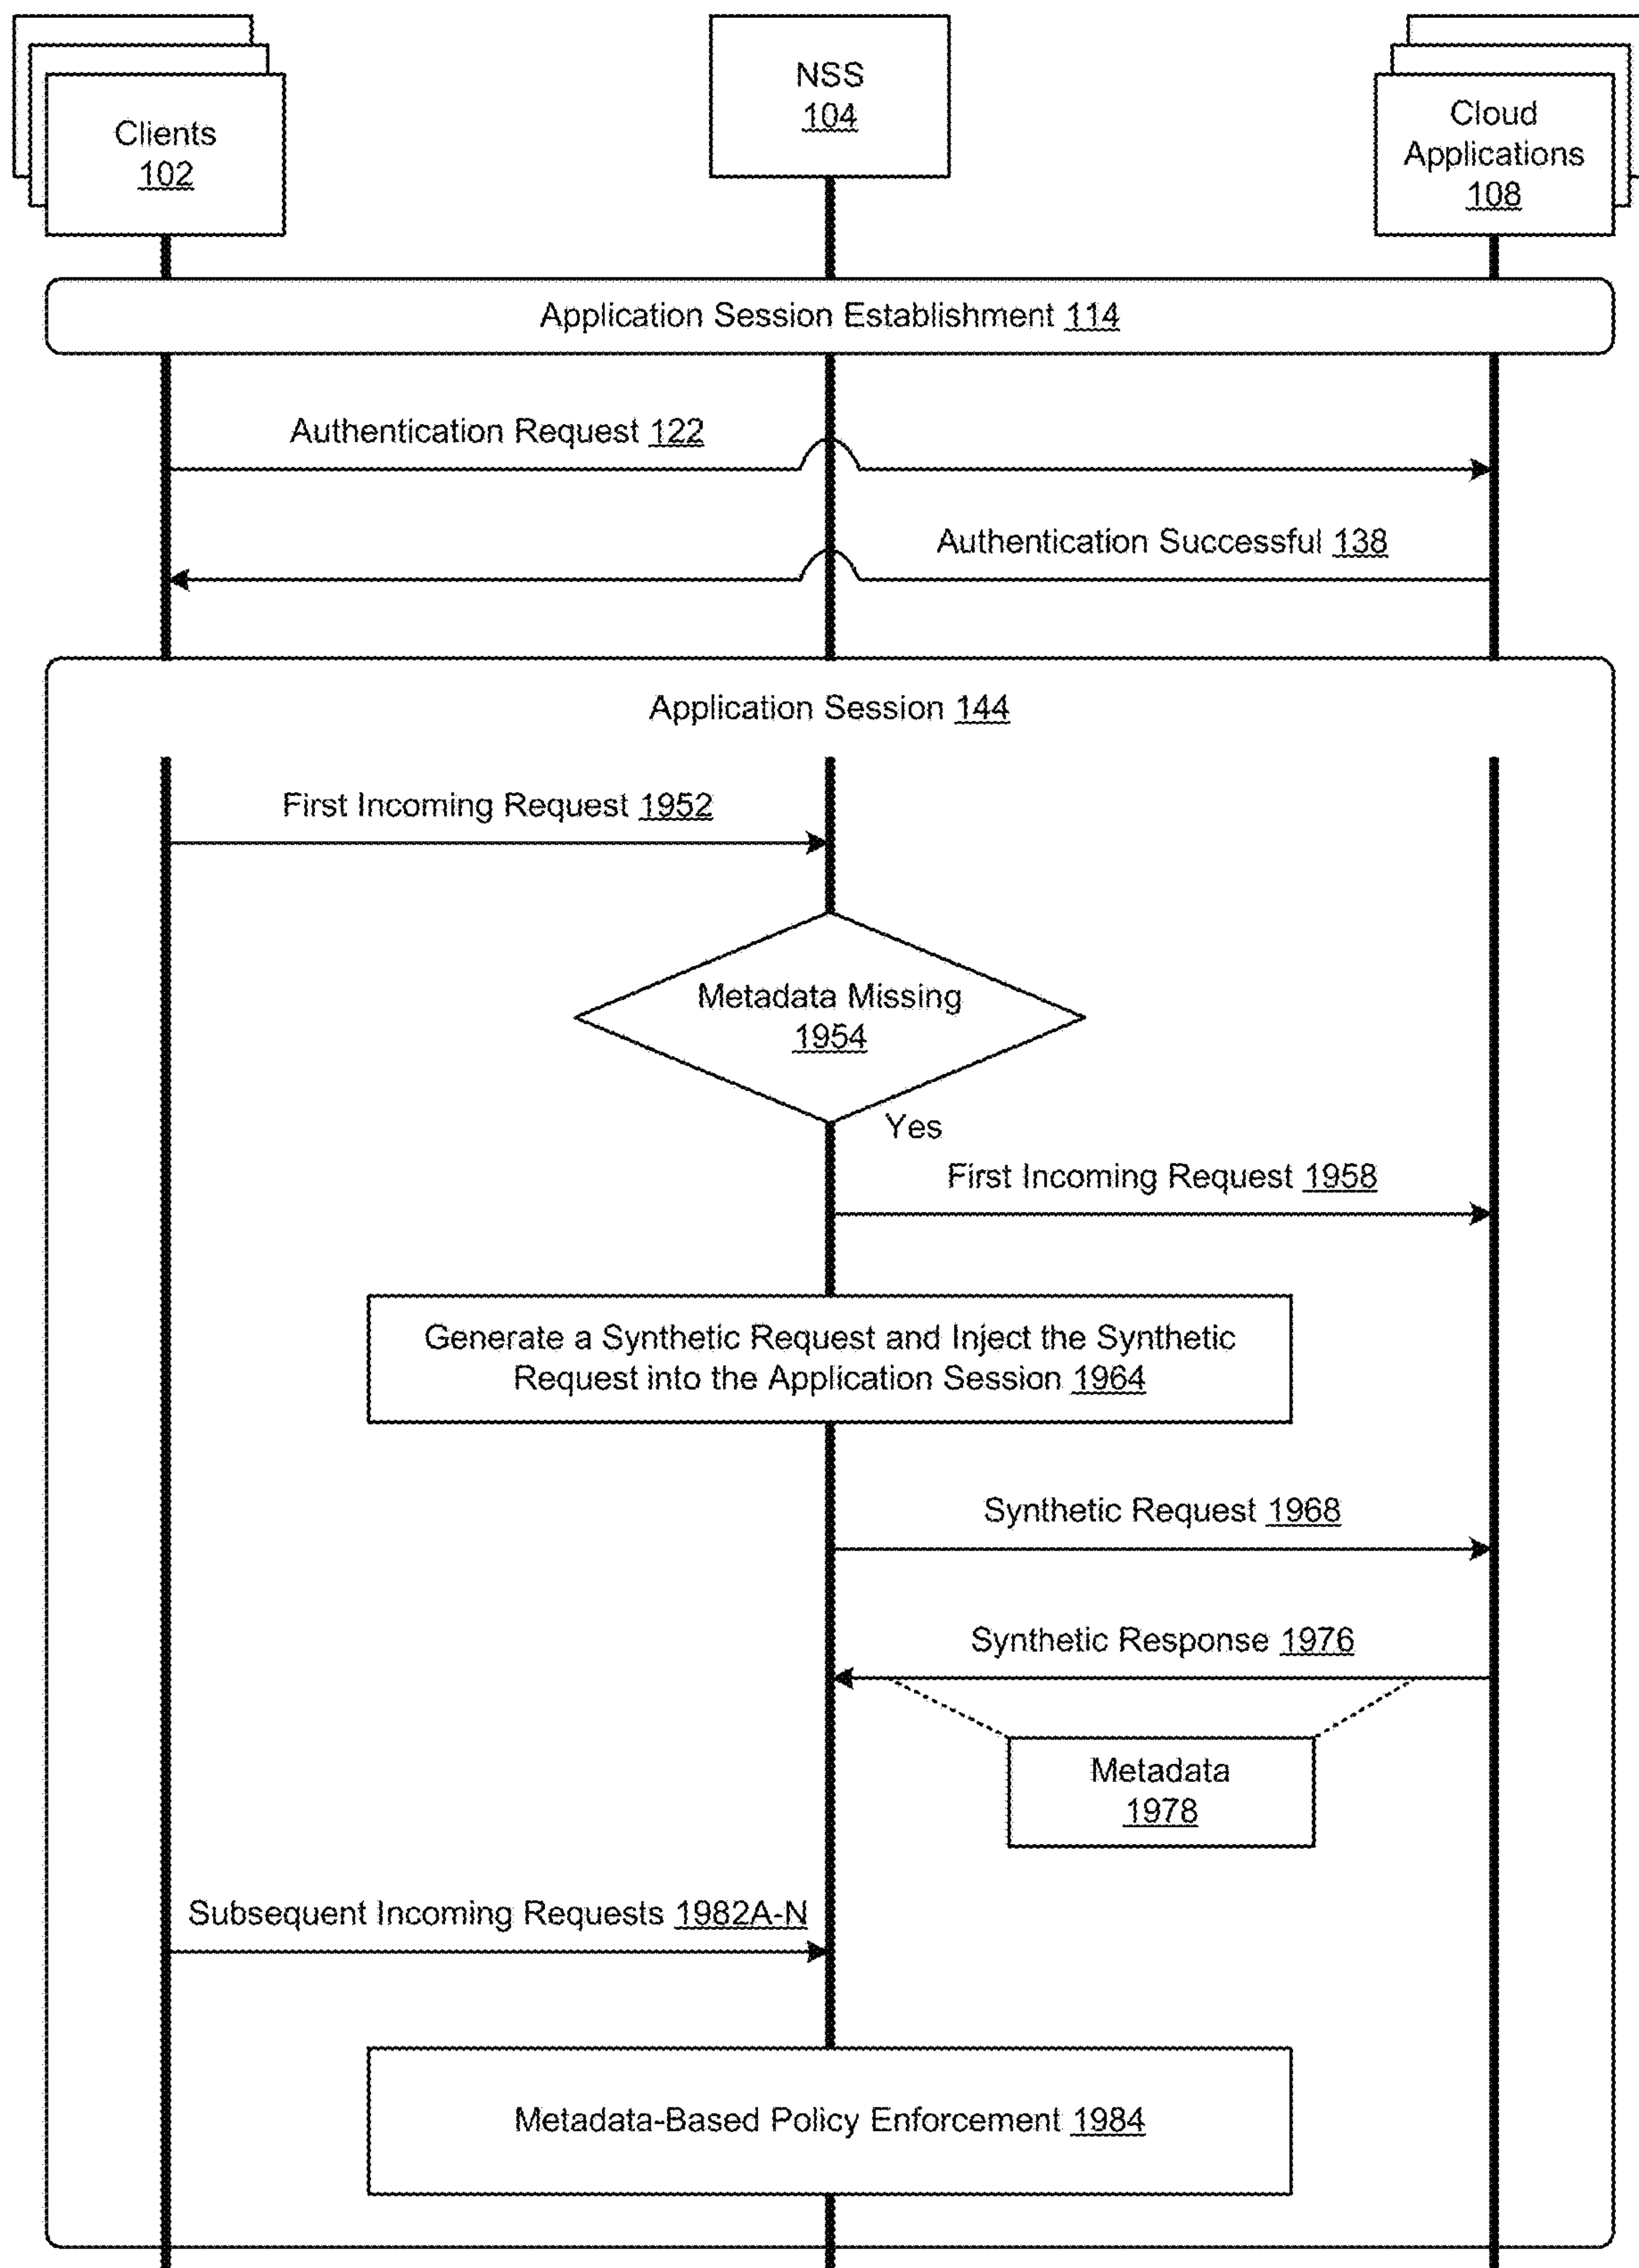 Clients
102
NSS
104
Cloud
Applications
108
Application Session Establishment 114
Authentication Request 122
Authentication Successful 138
Application Session 144
First Incoming Request 1952
Metadata Missing
1954
Yes
First Incoming Request 1958
Generate a Synthetic Request and Inject the Synthetic
Request into the Application Session 1964
Synthetic Request 1968
Synthetic Response 1976
Metadata
1978
Subsequent Incoming Requests 1982A-N
Metadata-Based Policy Enforcement 1984